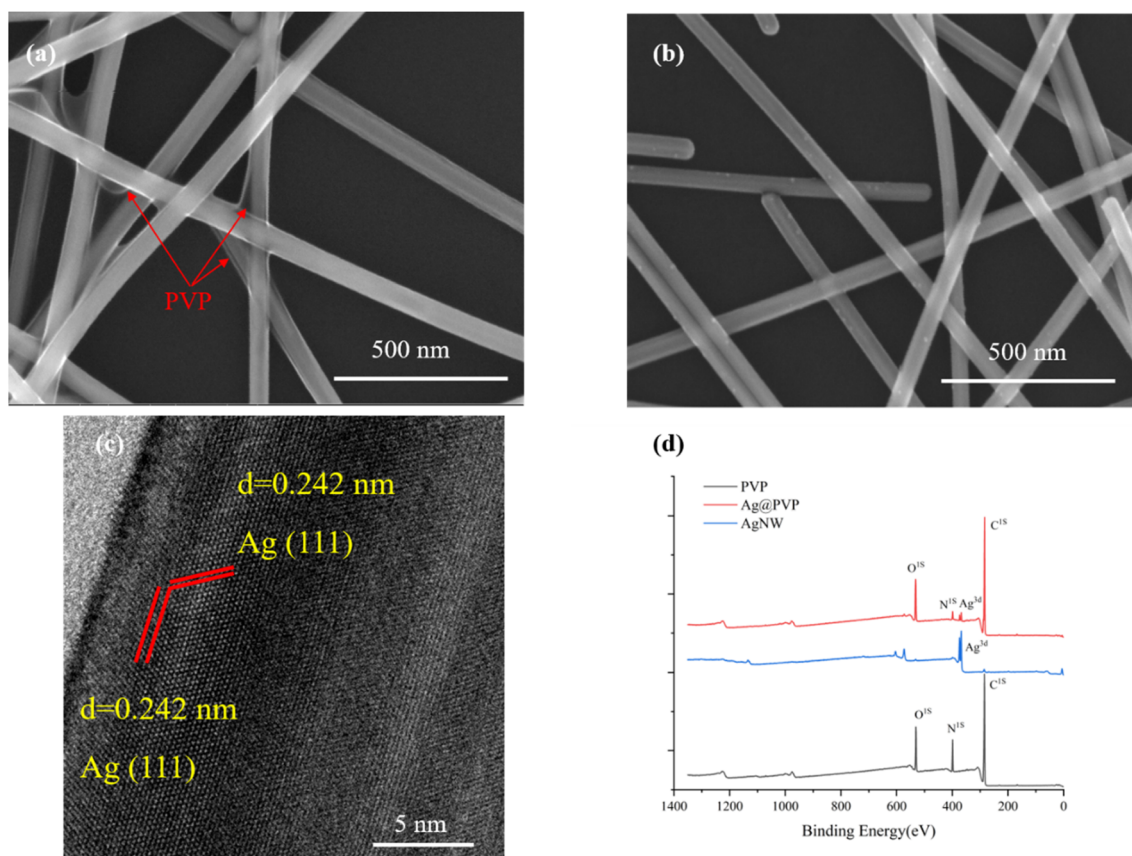 (a)
PVP
500 nm
(b)
500 nm
(c)
d=0.242 nm
Ag (111)
d=0.242 nm
Ag (111)
5 nm
(d)
PVP
Ag@PVP
AgNW
C1S
O1S
N1S
Ag3d
Ag3d
C1S
O1S
N1S
1400 1200 1000 800 600 400 200 0
Binding Energy(eV)